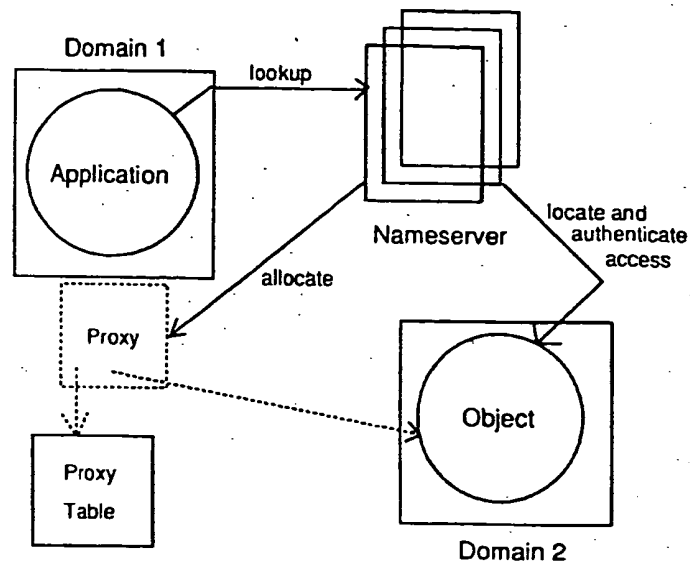 Domain 1
lookup
Application
Nameserver
locate and
authenticate
access
allocate
Proxy
Object
Proxy
Table
Domain 2